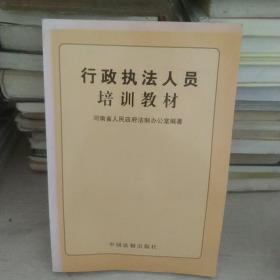 行政执法人员
培训教材
河南省人民政府法制办公室编著
中国法制出版社